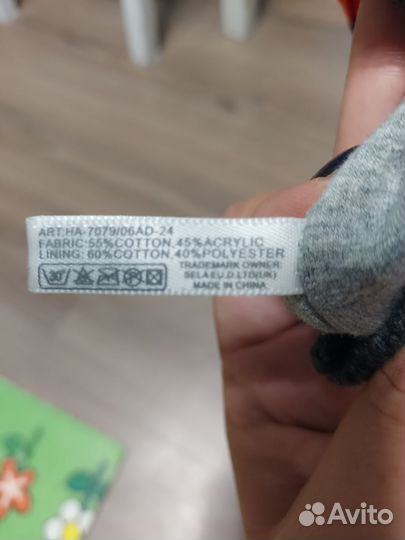 ART:HA-7079/06AD-24
FABRIC:55%COTTON,45%ACRYLIC
LINING: 60%COTTON,40%POLYESTER
30°
TRADEMARK OWNER:
SELA U.D.LTD(UK)
MADE IN CHINA
Avito